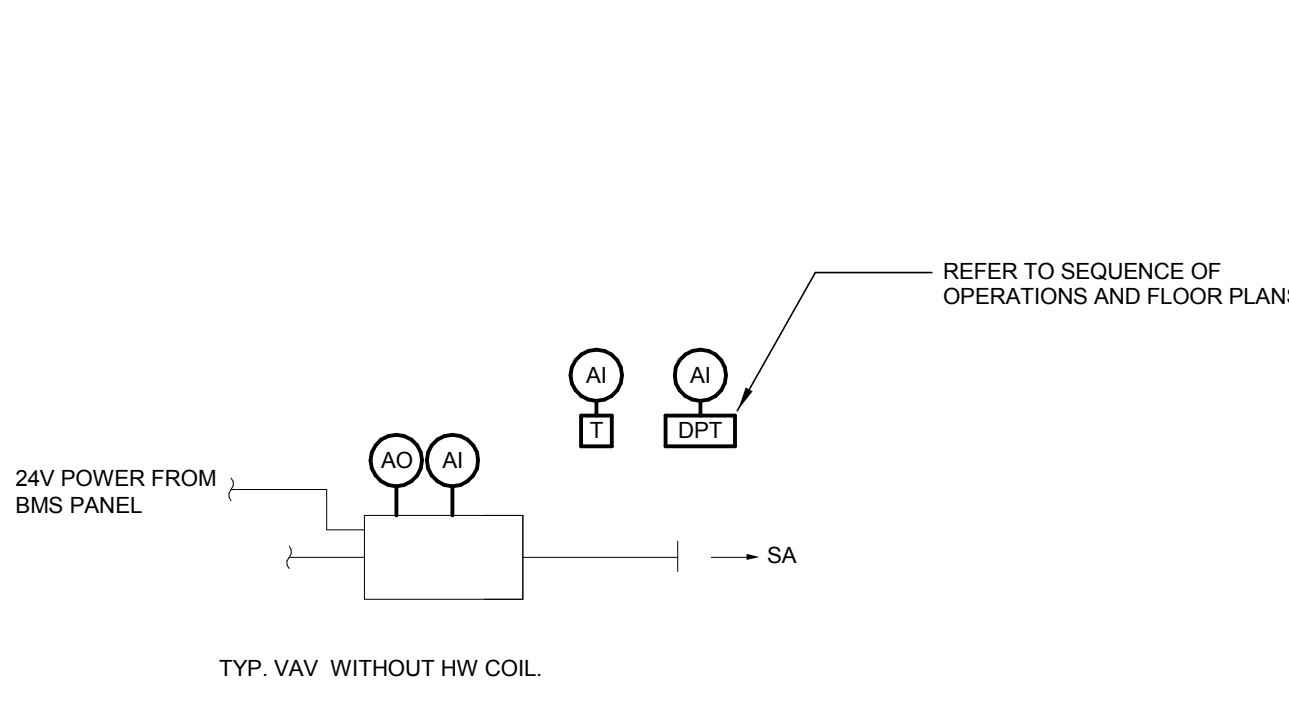 REFER TO SEQUENCE OF
OPERATIONS AND FLOOR PLANS
AI
AI
T
DPT
AO
AI
24V POWER FROM
BMS PANEL
SA
TYP. VAV WITHOUT HW COIL.